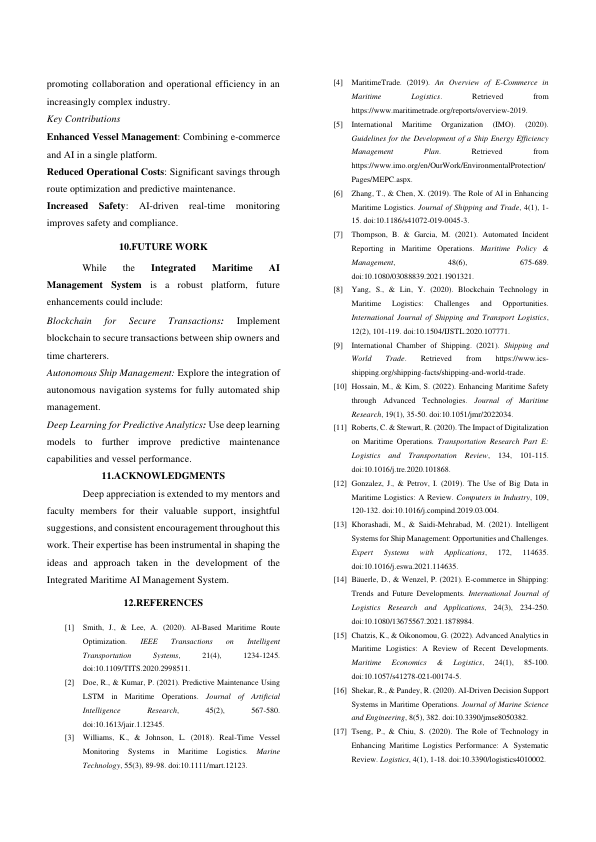 promoting collaboration and operational efficiency in an
increasingly complex industry.
Key Contributions
Enhanced Vessel Management: Combining e-commerce
and AI in a single platform.
Reduced Operational Costs: Significant savings through
route optimization and predictive maintenance.
Increased Safety: AI-driven real-time monitoring
improves safety and compliance.
10.FUTURE WORK
While the Integrated Maritime AI
Management System is a robust platform, future
enhancements could include:
Blockchain for Secure Transactions: Implement
blockchain to secure transactions between ship owners and
time charterers.
Autonomous Ship Management: Explore the integration of
autonomous navigation systems for fully automated ship
management.
Deep Learning for Predictive Analytics: Use deep learning
models to further improve predictive maintenance
capabilities and vessel performance.
11.ACKNOWLEDGMENTS
Deep appreciation is extended to my mentors and
faculty members for their valuable support, insightful
suggestions, and consistent encouragement throughout this
work. Their expertise has been instrumental in shaping the
ideas and approach taken in the development of the
Integrated Maritime AI Management System.
12.REFERENCES
[1] Smith, J., & Lee, A. (2020). AI-Based Maritime Route
Optimization. IEEE Transactions on Intelligent
Transportation Systems, 21(4), 1234-1245.
doi:10.1109/TITS.2020.2998511.
[2] Doe, R., & Kumar, P. (2021). Predictive Maintenance Using
LSTM in Maritime Operations. Journal of Artificial
Intelligence Research, 45(2), 567-580.
doi:10.1613/jair.1.12345.
[3] Williams, K., & Johnson, L. (2018). Real-Time Vessel
Monitoring Systems in Maritime Logistics. Marine
Technology, 55(3), 89-98. doi:10.1111/mart.12123.
[4] MaritimeTrade. (2019). An Overview of E-Commerce in
Maritime Logistics. Retrieved from
https://www.maritimetrade.org/reports/overview-2019.
[5] International Maritime Organization (IMO). (2020).
Guidelines for the Development of a Ship Energy Efficiency
Management Plan. Retrieved from
https://www.imo.org/en/OurWork/EnvironmentalProtection/
Pages/MEPC.aspx.
[6] Zhang, T., & Chen, X. (2019). The Role of AI in Enhancing
Maritime Logistics. Journal of Shipping and Trade, 4(1), 1-
15. doi:10.1186/s41072-019-0045-3.
[7] Thompson, B. & Garcia, M. (2021). Automated Incident
Reporting in Maritime Operations. Maritime Policy &
Management, 48(6), 675-689.
doi:10.1080/03088839.2021.1901321.
[8] Yang, S., & Lin, Y. (2020). Blockchain Technology in
Maritime Logistics: Challenges and Opportunities.
International Journal of Shipping and Transport Logistics,
12(2), 101-119. doi:10.1504/IJSTL.2020.107771.
[9] International Chamber of Shipping. (2021). Shipping and
World Trade. Retrieved from https://www.ics-
shipping.org/shipping-facts/shipping-and-world-trade.
[10] Hossain, M., & Kim, S. (2022). Enhancing Maritime Safety
through Advanced Technologies. Journal of Maritime
Research, 19(1), 35-50. doi:10.1051/jmr/2022034.
[11] Roberts, C. & Stewart, R. (2020). The Impact of Digitalization
on Maritime Operations. Transportation Research Part E:
Logistics and Transportation Review, 134, 101-115.
doi:10.1016/j.tre.2020.101868.
[12] Gonzalez, J., & Petrov, I. (2019). The Use of Big Data in
Maritime Logistics: A Review. Computers in Industry, 109,
120-132. doi:10.1016/j.compind.2019.03.004.
[13] Khorashadi, M., & Saidi-Mehrabad, M. (2021). Intelligent
Systems for Ship Management: Opportunities and Challenges.
Expert Systems with Applications, 172, 114635.
doi:10.1016/j.eswa.2021.114635.
[14] Bäuerle, D., & Wenzel, P. (2021). E-commerce in Shipping:
Trends and Future Developments. International Journal of
Logistics Research and Applications, 24(3), 234-250.
doi:10.1080/13675567.2021.1878984.
[15] Chatzis, K., & Oikonomou, G. (2022). Advanced Analytics in
Maritime Logistics: A Review of Recent Developments.
Maritime Economics & Logistics, 24(1), 85-100.
doi:10.1057/s41278-021-00174-5.
[16] Shekar, R., & Pandey, R. (2020). AI-Driven Decision Support
Systems in Maritime Operations. Journal of Marine Science
and Engineering, 8(5), 382. doi:10.3390/jmse8050382.
[17] Tseng, P., & Chiu, S. (2020). The Role of Technology in
Enhancing Maritime Logistics Performance: A Systematic
Review. Logistics, 4(1), 1-18. doi:10.3390/logistics4010002.